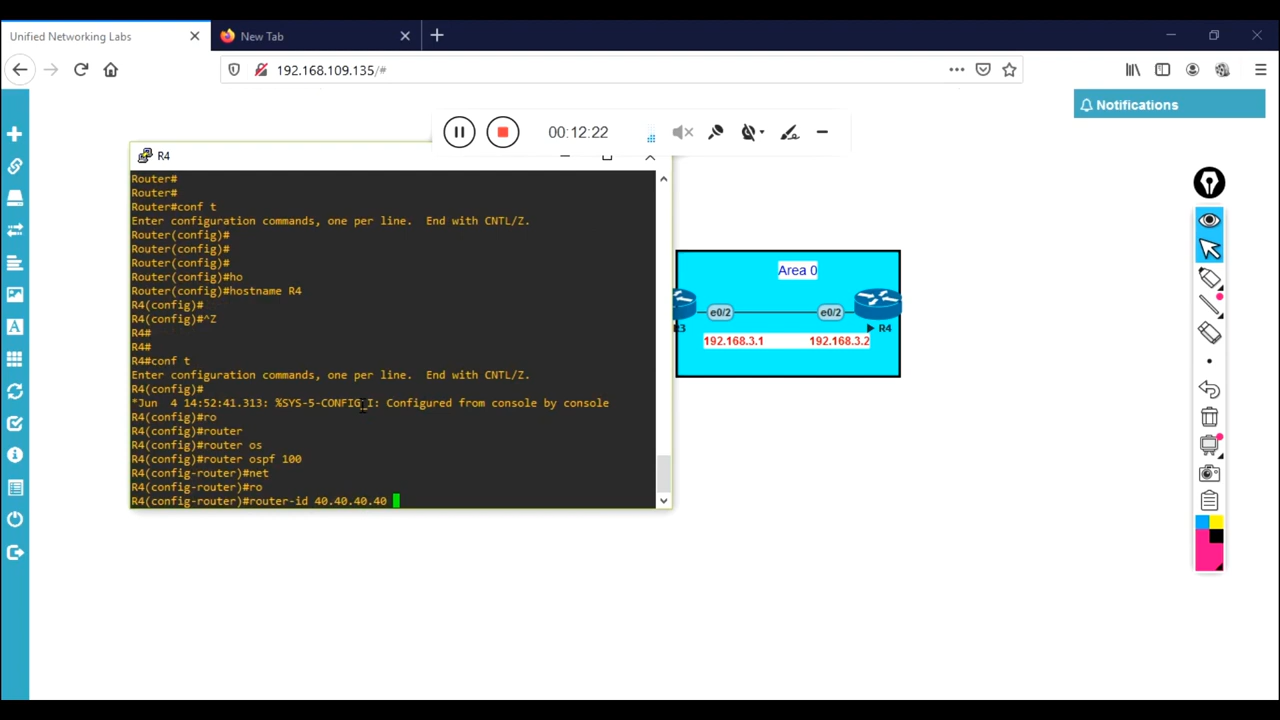 Unified Networking Labs
New Tab
192.168.109.135/#
Notifications
00:12:22
R4
Router#
Router#
Router#conf t
Enter configuration commands, one per line.  End with CNTL/Z.
Router(config)#
Router(config)#
Router(config)#
Router(config)#ho
Router(config)#hostname R4
R4(config)#
R4(config)#^Z
R4#
R4#
R4#conf t
Enter configuration commands, one per line.  End with CNTL/Z.
R4(config)#
*Jun  4 14:52:41.313: %SYS-5-CONFIG_I: Configured from console by console
R4(config)#ro
R4(config)#router
R4(config)#router os
R4(config)#router ospf 100
R4(config-router)#net
R4(config-router)#ro
R4(config-router)#router-id 40.40.40.40
Area 0
e0/2
e0/2
R3
R4
192.168.3.1
192.168.3.2